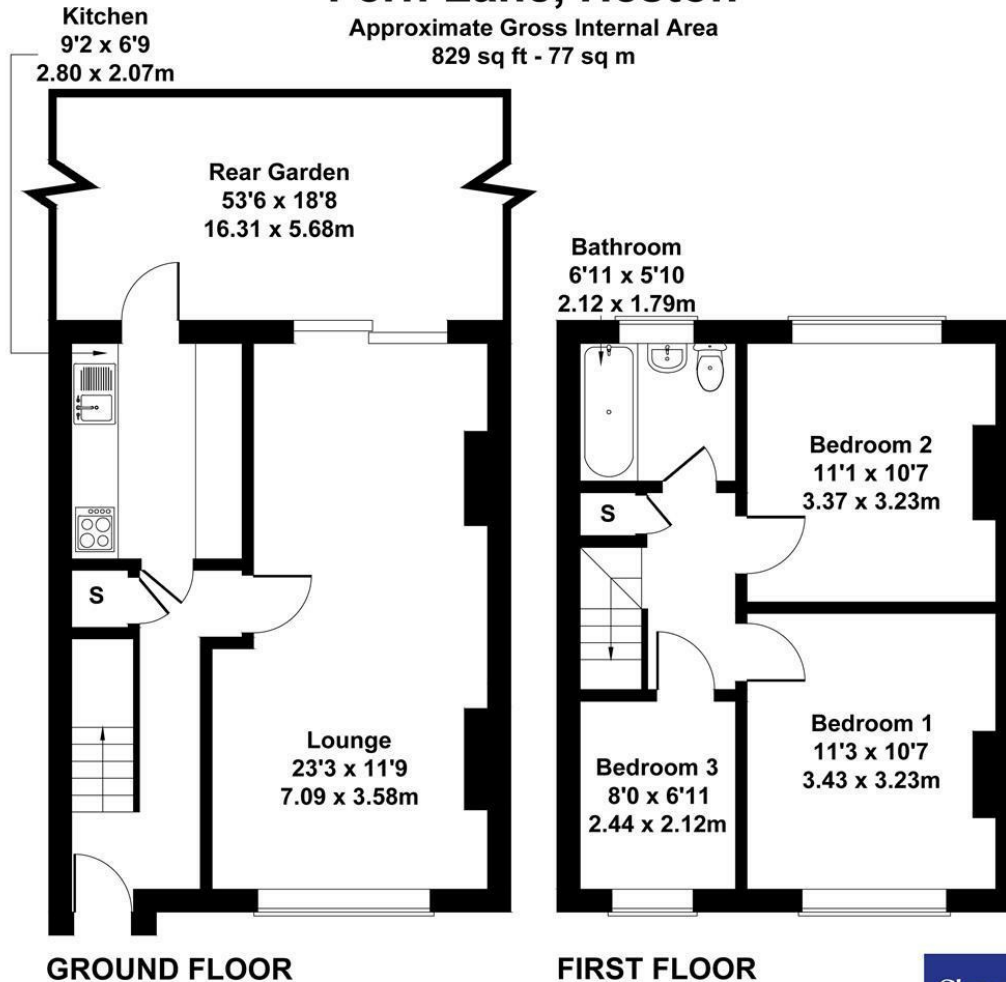 Approximate Gross Internal Area
829 sq ft - 77 sq m
Kitchen
9'2 x 6'9
2.80 x 2.07m
Rear Garden
53'6 x 18'8
16.31 x 5.68m
S
Lounge
23'3 x 11'9
7.09 x 3.58m
GROUND FLOOR
Bathroom
6'11 x 5'10
2.12 x 1.79m
Bedroom 2
11'1 x 10'7
3.37 x 3.23m
S
Bedroom 1
11'3 x 10'7
3.43 x 3.23m
Bedroom 3
8'0 x 6'11
2.44 x 2.12m
FIRST FLOOR